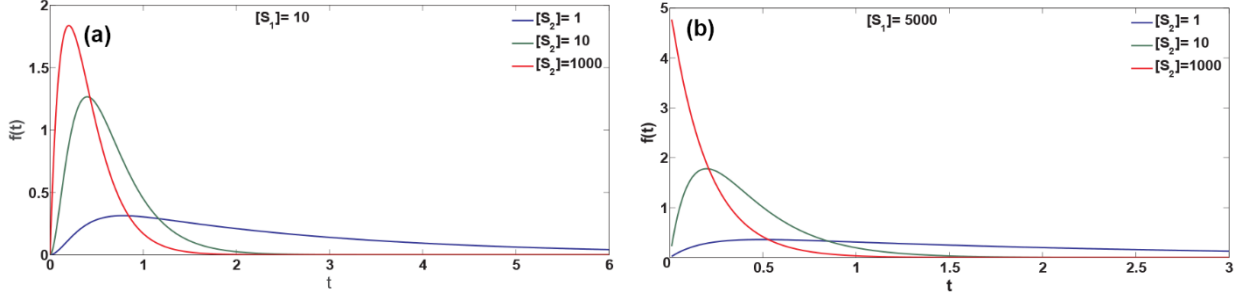 (a)
[S₁]= 10
[S₂]= 1
[S₂]= 10
[S₂]=1000
f(t)
2
1.5
1
0.5
0
0 1 2 3 4 5 6
t
(b)
[S₁]= 5000
[S₂]= 1
[S₂]= 10
[S₂]=1000
f(t)
5
4
3
2
1
0
0 0.5 1 1.5 2 2.5 3
t